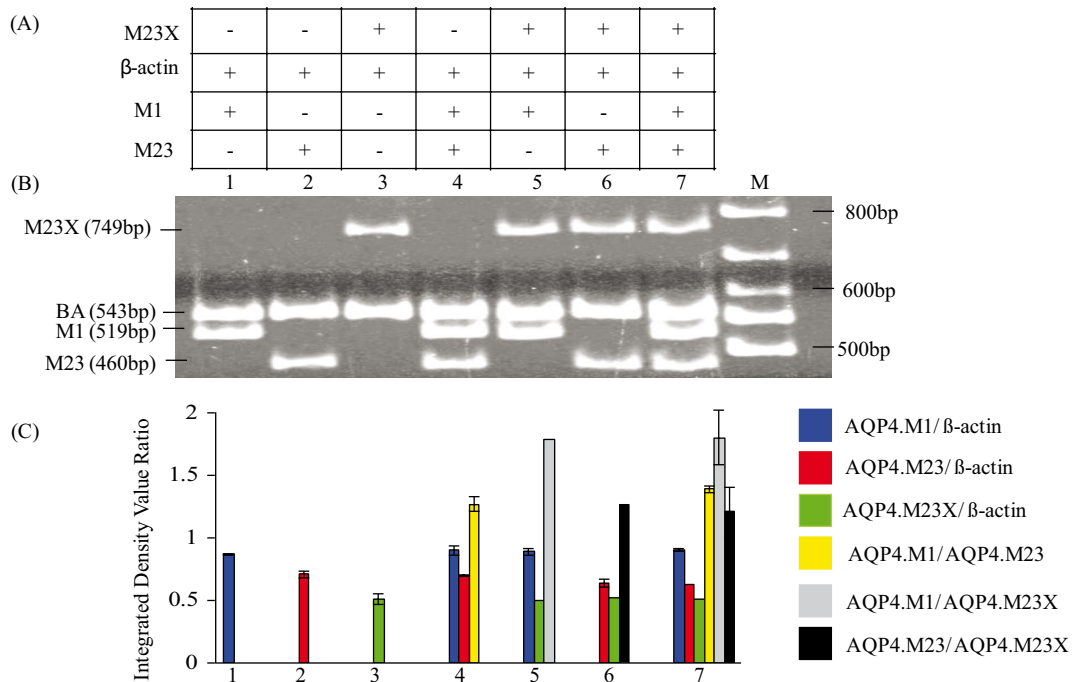 (A)
M23X - - + - + + +
β-actin + + + + + + +
M1 + - - + + - +
M23 - + - + - + +
(B) 1 2 3 4 5 6 7 M
M23X (749bp) 800bp
600bp
BA (543bp)
M1 (519bp)
500bp
M23 (460bp)
(C)
Integrated Density Value Ratio
2
1.5
1
0.5
0
1 2 3 4 5 6 7
AQP4.M1/ß-actin
AQP4.M23/ß-actin
AQP4.M23X/ß-actin
AQP4.M1/AQP4.M23
AQP4.M1/AQP4.M23X
AQP4.M23/AQP4.M23X